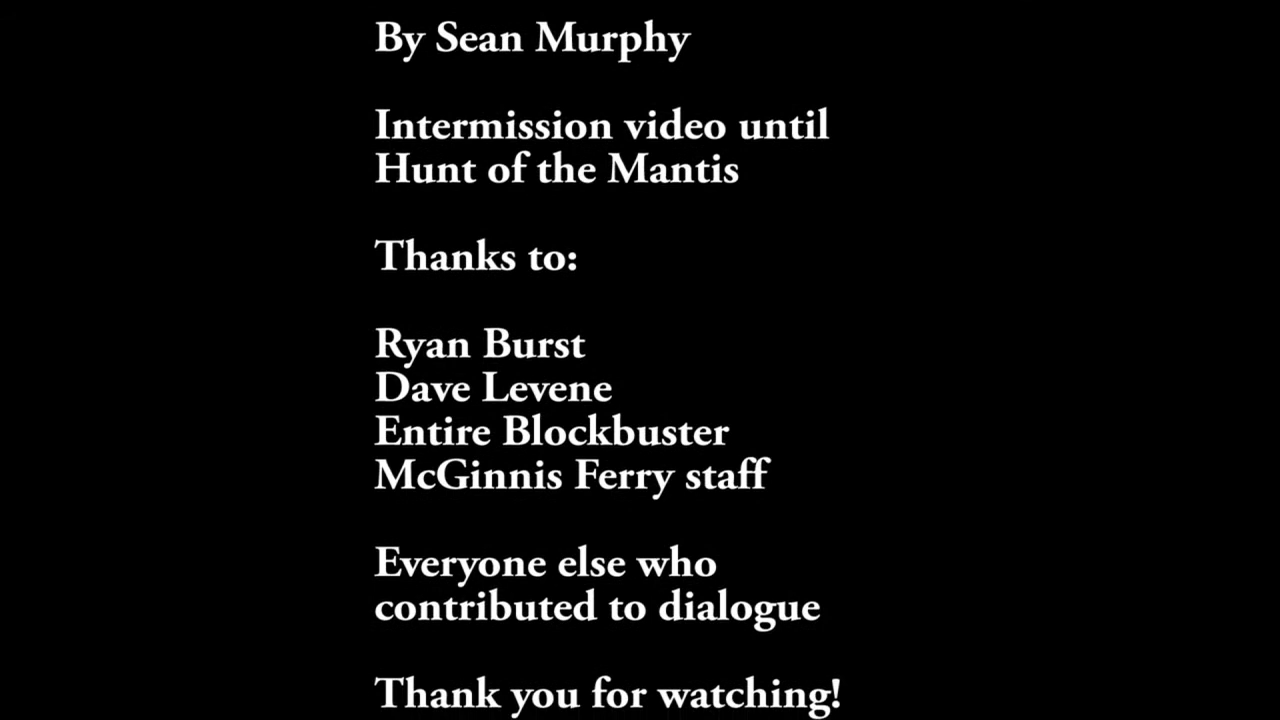 By Sean Murphy
Intermission video until
Hunt of the Mantis
Thanks to:
Ryan Burst
Dave Levene
Entire Blockbuster
McGinnis Ferry staff
Everyone else who
contributed to dialogue
Thank you for watching!